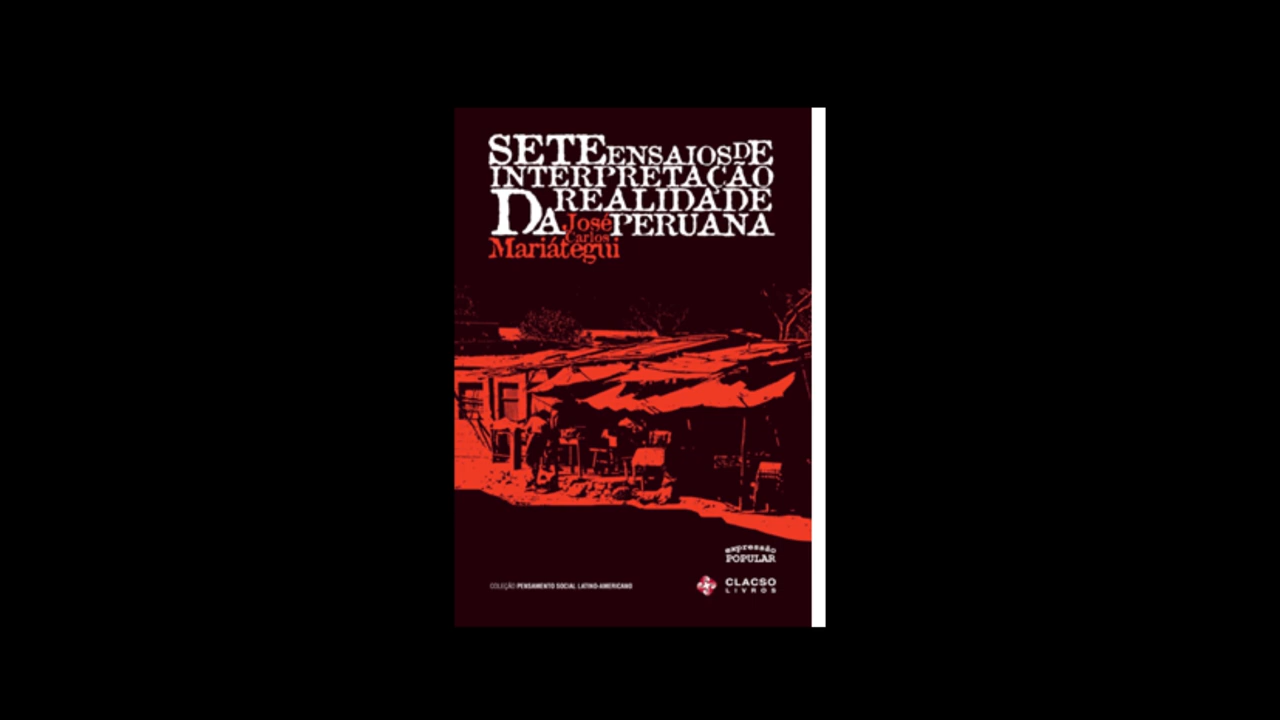 SETE ENSAIOS DE
INTERPRETAÇÃO
DA REALIDADE
PERUANA
José
Carlos
Mariátegui
expressão
POPULAR
COLEÇÃO PENSAMENTO SOCIAL LATINO-AMERICANO
CLACSO
LIVROS